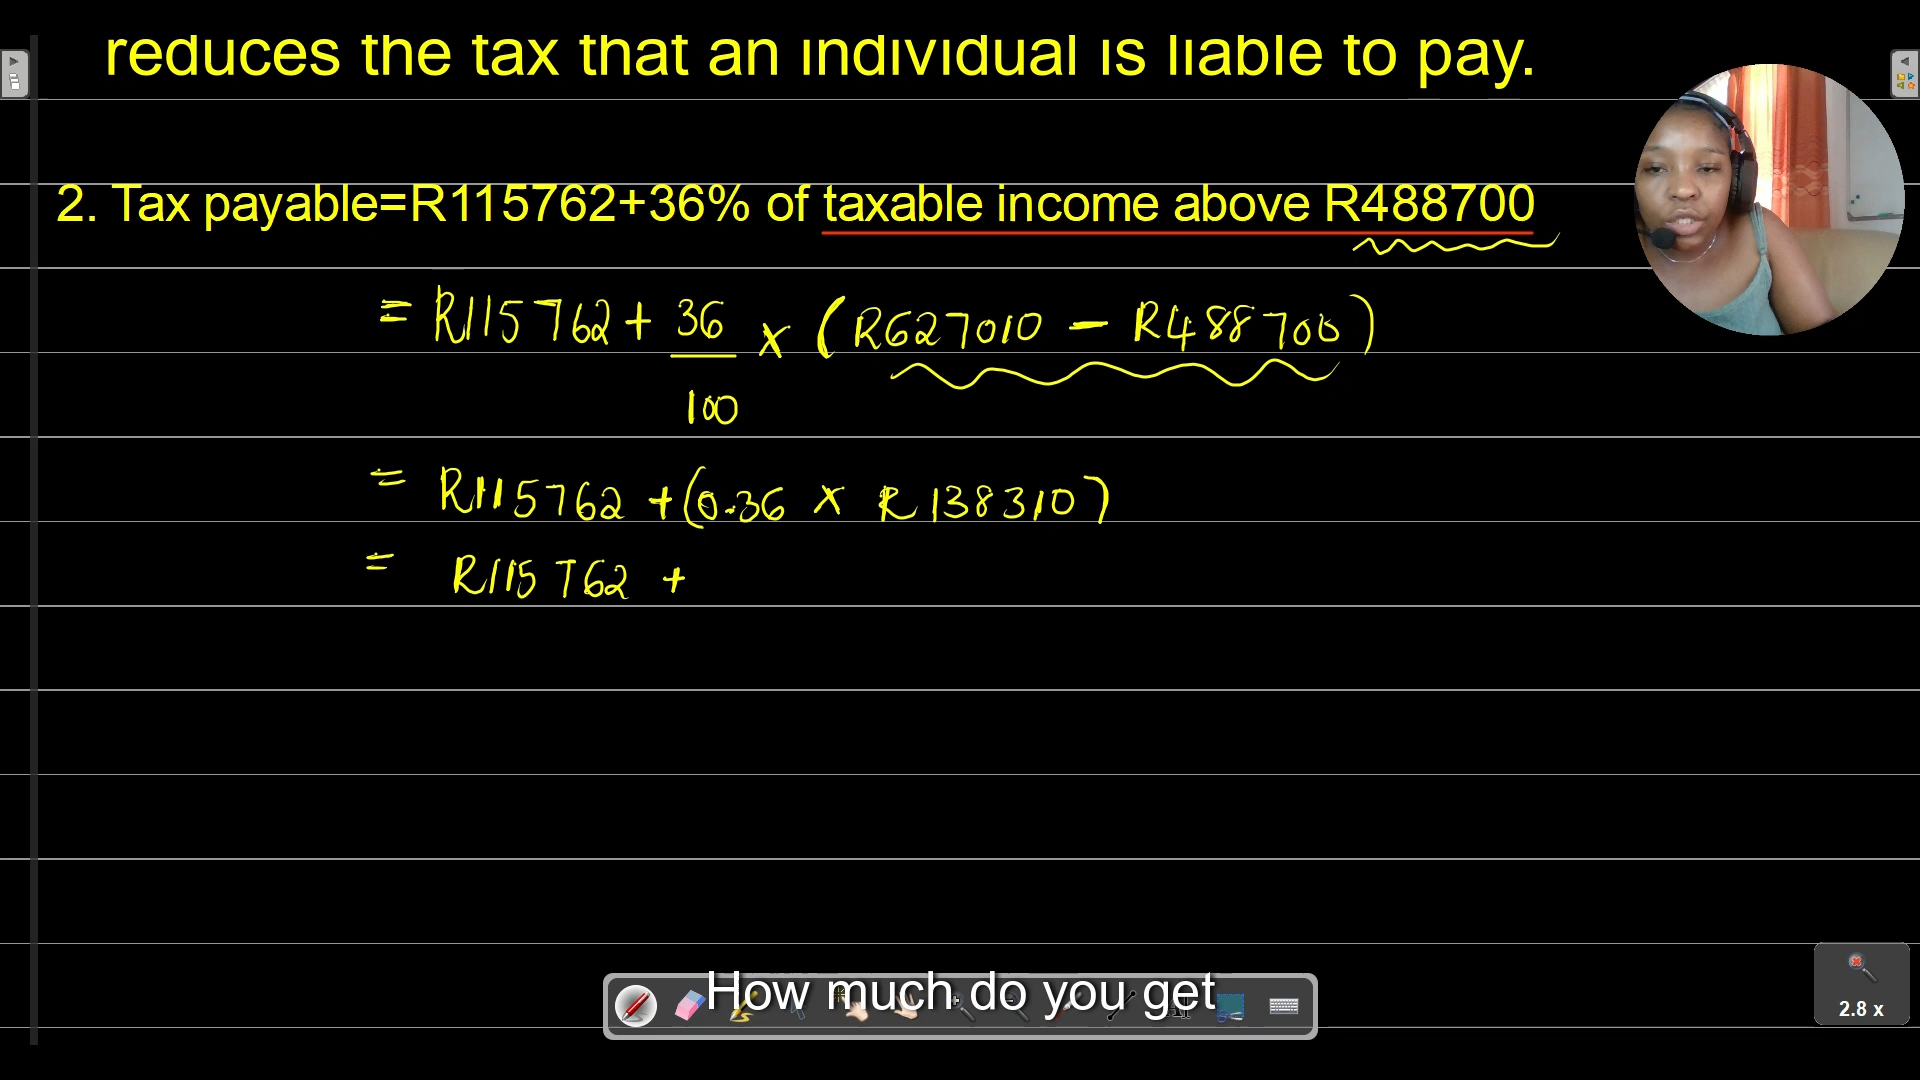 reduces the tax that an individual is liable to pay.
2. Tax payable=R115762+36% of taxable income above R488700
= R115762 + 36/100 × (R627010 – R488700)
= R115762 + (0.36 × R138310)
= R115762 +
How much do you get
2.8 x